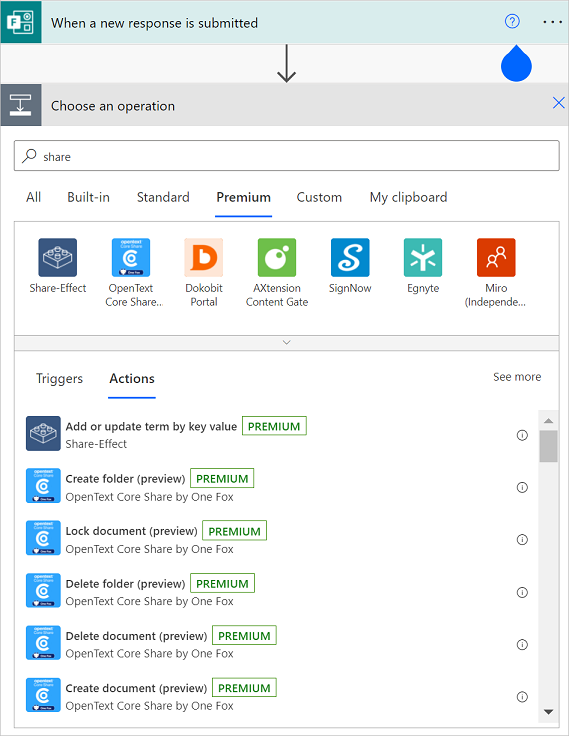 When a new response is submitted
Choose an operation
share
All Built-in Standard Premium Custom My clipboard
Share-Effect
OpenText
Core Share...
Dokobit
Portal
AXtension
Content Gate
SignNow
Egnyte
Miro
(Independe...
Triggers Actions See more
Add or update term by key value PREMIUM
Share-Effect
Create folder (preview) PREMIUM
OpenText Core Share by One Fox
Lock document (preview) PREMIUM
OpenText Core Share by One Fox
Delete folder (preview) PREMIUM
OpenText Core Share by One Fox
Delete document (preview) PREMIUM
OpenText Core Share by One Fox
Create document (preview) PREMIUM
OpenText Core Share by One Fox